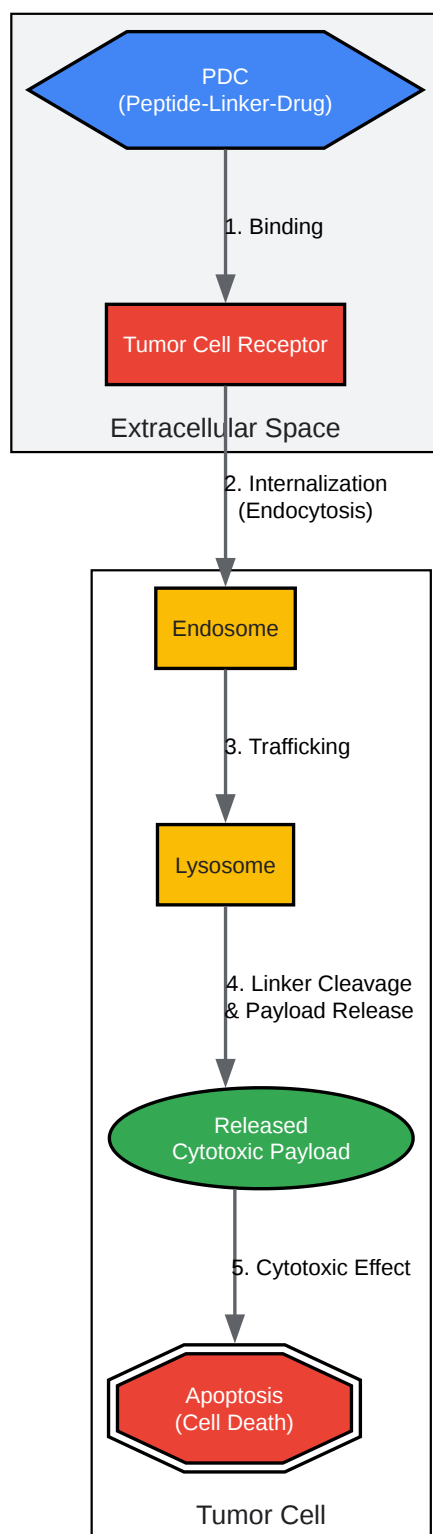 PDC
(Peptide-Linker-Drug)
1. Binding
Tumor Cell Receptor
Extracellular Space
2. Internalization
(Endocytosis)
Endosome
3. Trafficking
Lysosome
4. Linker Cleavage
& Payload Release
Released
Cytotoxic Payload
5. Cytotoxic Effect
Apoptosis
(Cell Death)
Tumor Cell